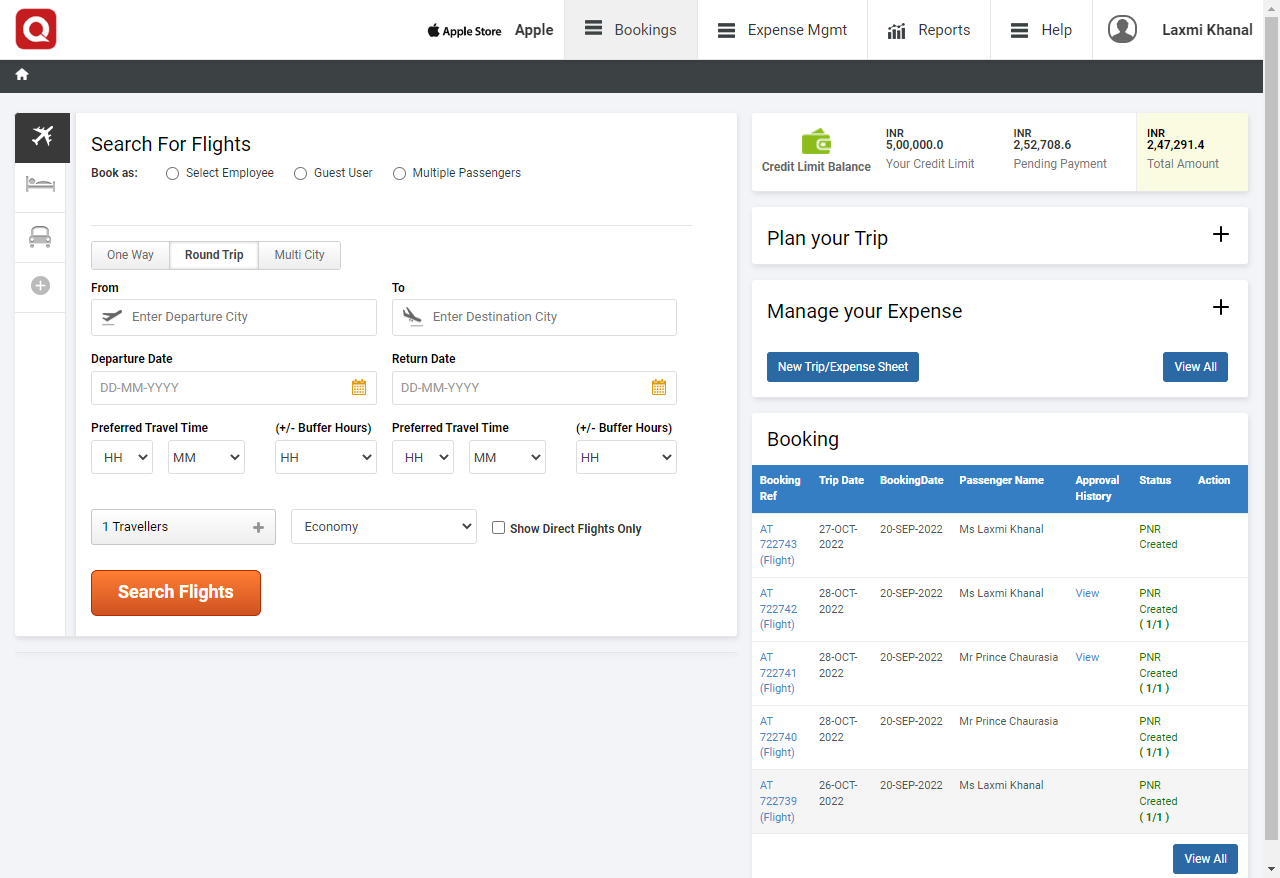 Apple Store Apple Bookings Expense Mgmt Reports Help Laxmi Khanal
Search For Flights
Book as: Select Employee Guest User Multiple Passengers
One Way Round Trip Multi City
From To
Enter Departure City Enter Destination City
Departure Date Return Date
DD-MM-YYYY DD-MM-YYYY
Preferred Travel Time (+/- Buffer Hours) Preferred Travel Time (+/- Buffer Hours)
HH MM HH HH MM HH
1 Travellers + Economy Show Direct Flights Only
Search Flights
Credit Limit Balance
INR
5,00,000.0
Your Credit Limit
INR
2,52,708.6
Pending Payment
INR
2,47,291.4
Total Amount
Plan your Trip +
Manage your Expense +
New Trip/Expense Sheet View All
Booking
Booking Trip Date BookingDate Passenger Name Approval Status Action
Ref History
AT 27-OCT- 20-SEP-2022 Ms Laxmi Khanal PNR
722743 2022 Created
(Flight)
AT 28-OCT- 20-SEP-2022 Ms Laxmi Khanal View PNR
722742 2022 Created
(Flight) ( 1/1 )
AT 28-OCT- 20-SEP-2022 Mr Prince Chaurasia View PNR
722741 2022 Created
(Flight) ( 1/1 )
AT 28-OCT- 20-SEP-2022 Mr Prince Chaurasia PNR
722740 2022 Created
(Flight) ( 1/1 )
AT 26-OCT- 20-SEP-2022 Ms Laxmi Khanal PNR
722739 2022 Created
(Flight) ( 1/1 )
View All